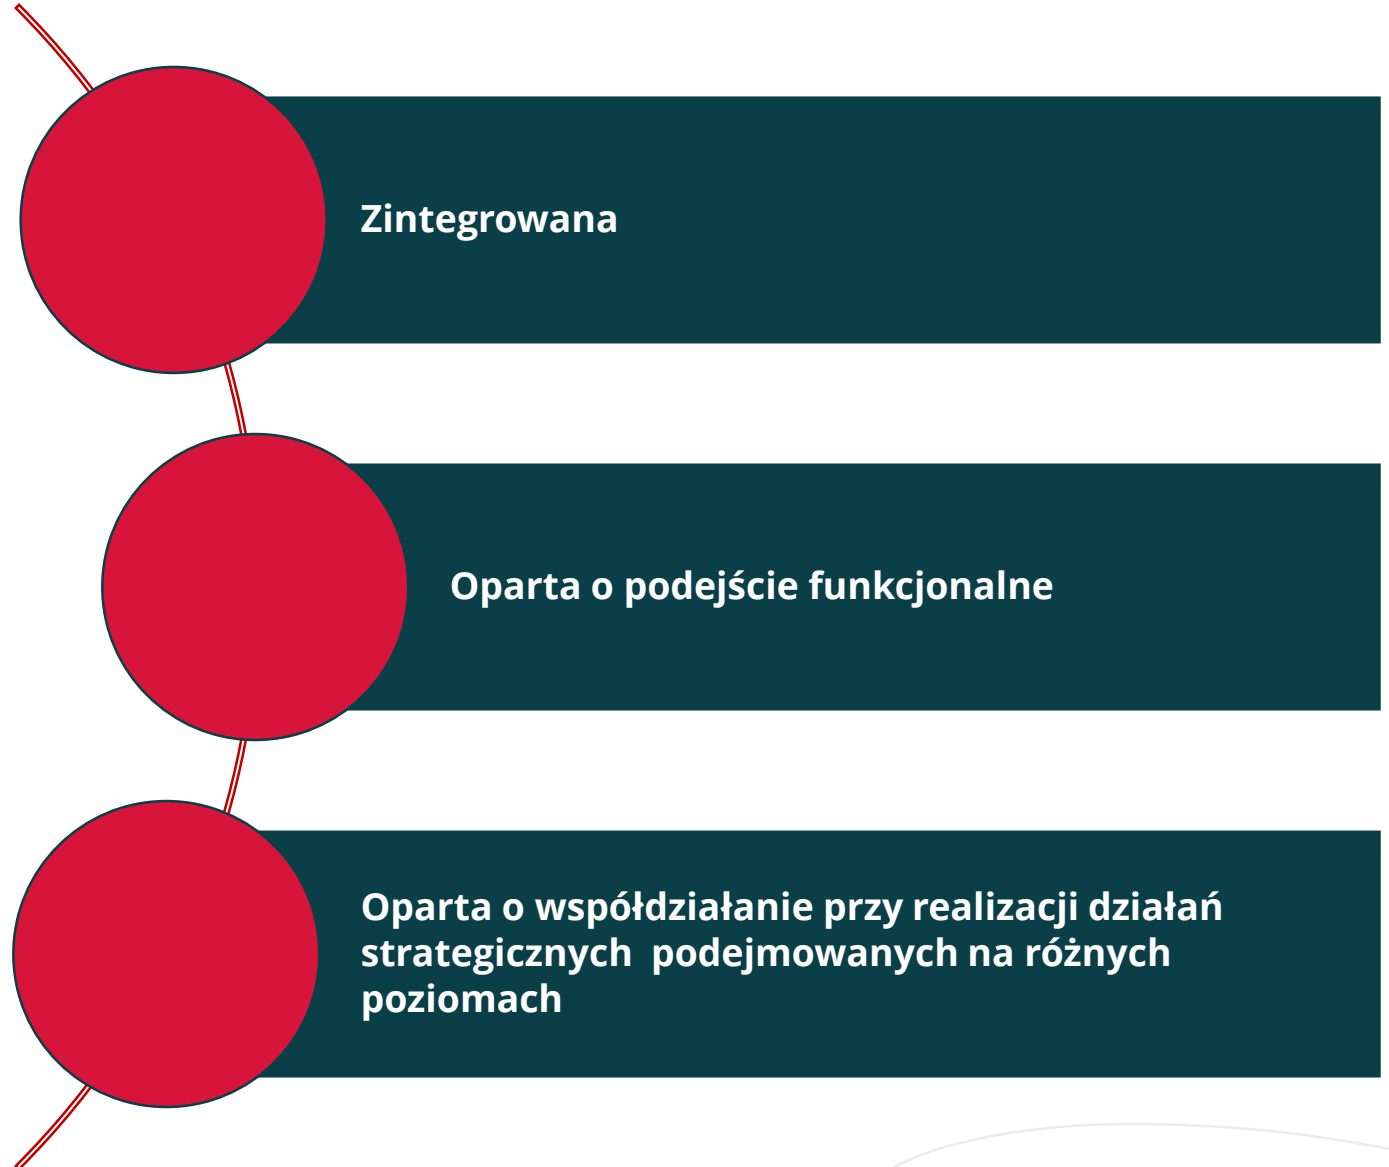 Zintegrowana
Oparta o podejście funkcjonalne
Oparta o współdziałanie przy realizacji działań
strategicznych  podejmowanych na różnych
poziomach